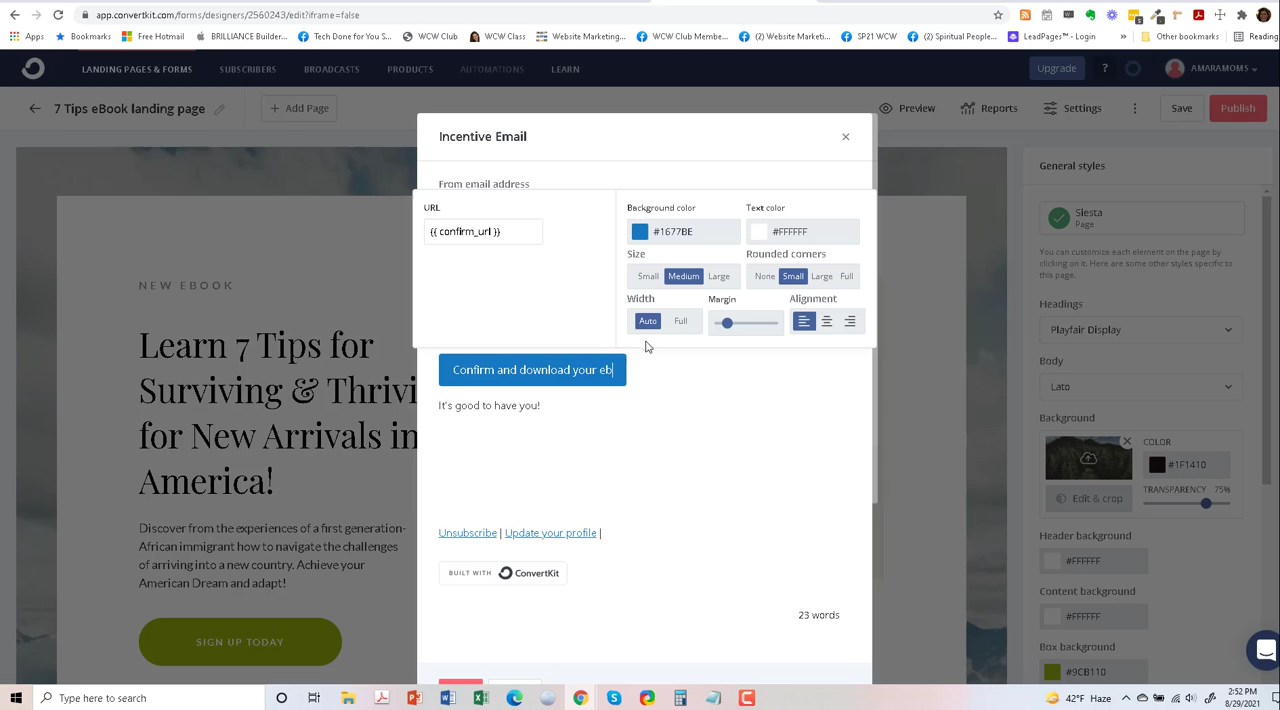 app.convertkit.com/forms/designers/2560243/edit?iframe=false
Apps Bookmarks Free Hotmail BRILLIANCE Builder... Tech Done for You S... WCW Club WCW Class Website Marketing... WCW Club Membe... (2) Website Market... SP21 WCW (2) Spiritual People... LeadPages™ - Login » Other bookmarks Reading
LANDING PAGES & FORMS SUBSCRIBERS BROADCASTS PRODUCTS AUTOMATIONS LEARN Upgrade ? AMARAMOMS
7 Tips eBook landing page + Add Page Preview Reports Settings Save Publish
Incentive Email
From email address
URL
{{ confirm_url }}
Background color Text color
#1677BE #FFFFFF
Size Rounded corners
Small Medium Large None Small Large Full
Width Margin Alignment
Auto Full
Confirm and download your eb
It's good to have you!
Unsubscribe | Update your profile |
BUILT WITH ConvertKit
23 words
NEW EBOOK
Learn 7 Tips for
Surviving & Thrivi
for New Arrivals in
America!
Discover from the experiences of a first generation-
African immigrant how to navigate the challenges
of arriving into a new country. Achieve your
American Dream and adapt!
SIGN UP TODAY
General styles
Siesta
Page
You can customize each element on the page by
clicking on it. Here are some other styles specific to
this page.
Headings
Playfair Display
Body
Lato
Background
COLOR
#1F1410
TRANSPARENCY 75%
Edit & crop
Header background
#FFFFFF
Content background
#FFFFFF
Box background
#9CB110
Type here to search
42°F Haze
2:52 PM
8/29/2021